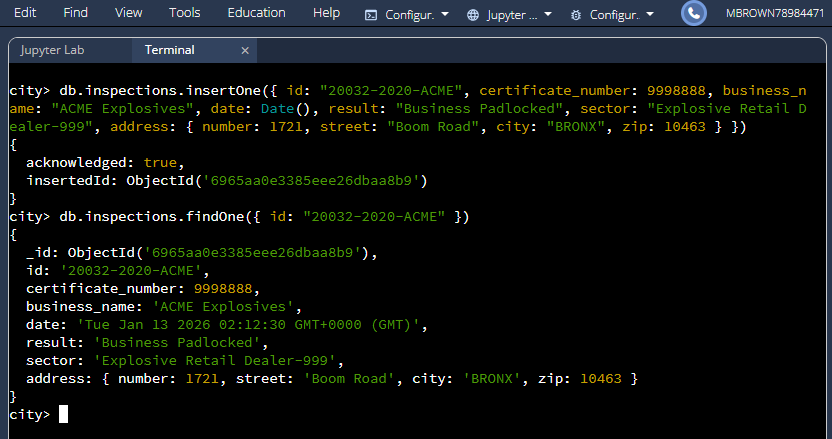 Edit Find View Tools Education Help Configur. Jupyter ... Configur. MBROWN78984471
Jupyter Lab Terminal ×
city> db.inspections.insertOne({ id: "20032-2020-ACME", certificate_number: 9998888, business_n
ame: "ACME Explosives", date: Date(), result: "Business Padlocked", sector: "Explosive Retail D
ealer-999", address: { number: 1721, street: "Boom Road", city: "BRONX", zip: 10463 } })
{
  acknowledged: true,
  insertedId: ObjectId('6965aa0e3385eee26dbaa8b9')
}
city> db.inspections.findOne({ id: "20032-2020-ACME" })
{
  _id: ObjectId('6965aa0e3385eee26dbaa8b9'),
  id: '20032-2020-ACME',
  certificate_number: 9998888,
  business_name: 'ACME Explosives',
  date: 'Tue Jan 13 2026 02:12:30 GMT+0000 (GMT)',
  result: 'Business Padlocked',
  sector: 'Explosive Retail Dealer-999',
  address: { number: 1721, street: 'Boom Road', city: 'BRONX', zip: 10463 }
}
city>